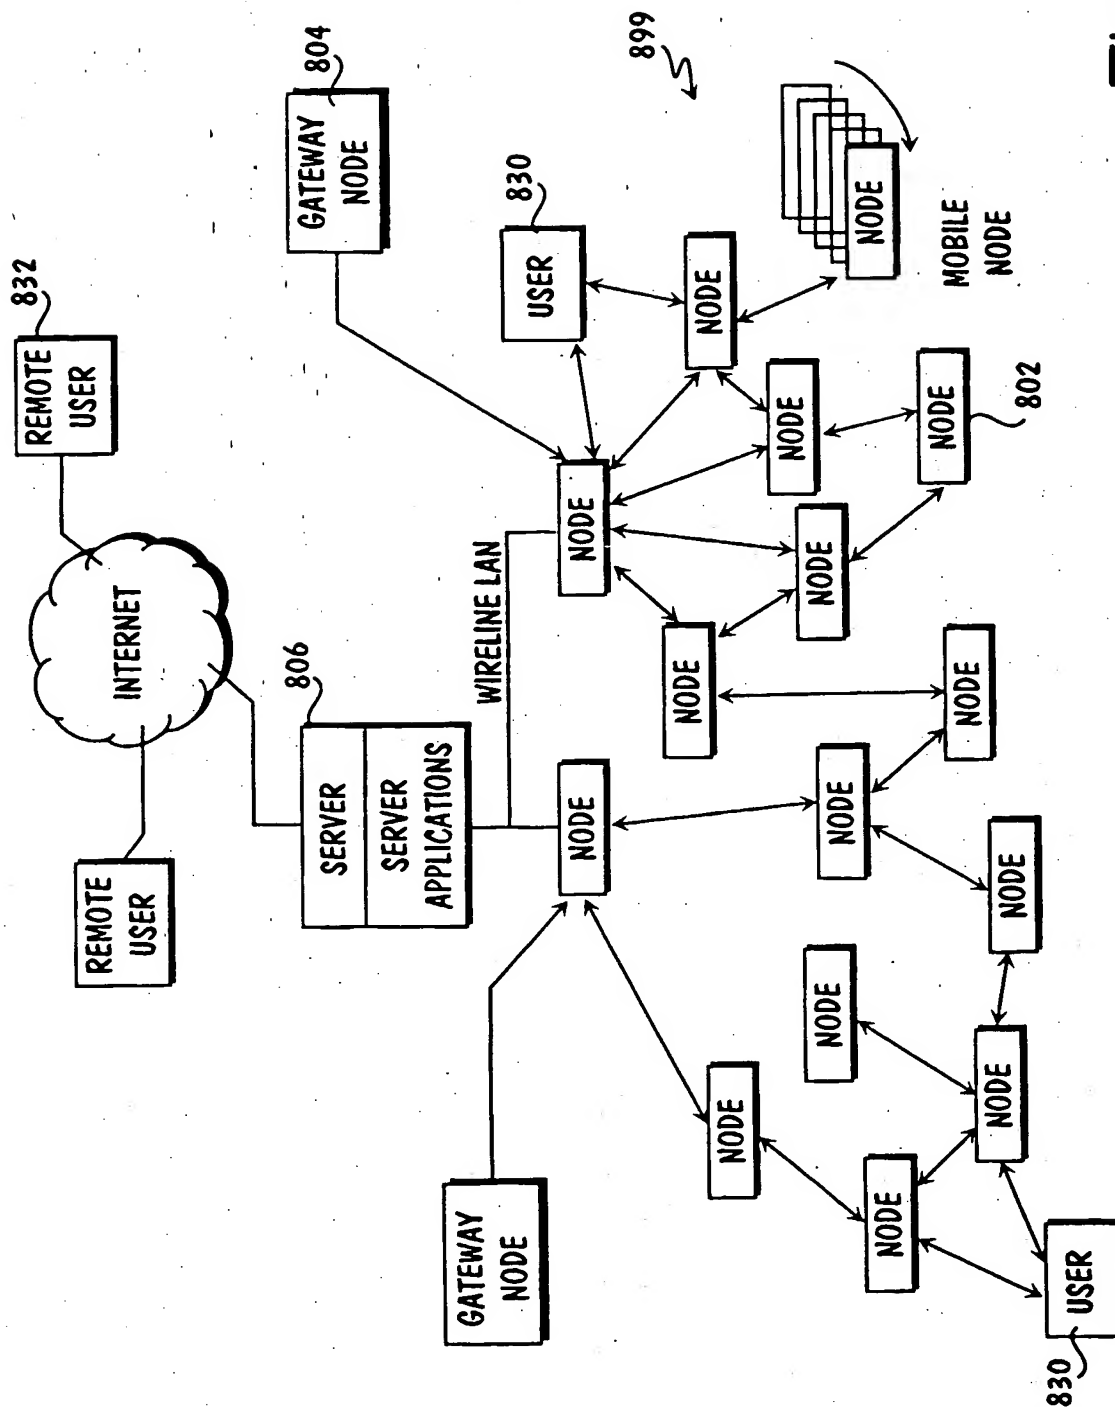 832
REMOTE
USER
INTERNET
REMOTE
USER
806
SERVER
SERVER
APPLICATIONS
804
GATEWAY
NODE
GATEWAY
NODE
WIRELINE LAN
830
USER
NODE
NODE
899
NODE
NODE
NODE
NODE
NODE
NODE
NODE
NODE
NODE
NODE
MOBILE
NODE
NODE
802
NODE
NODE
NODE
USER
830